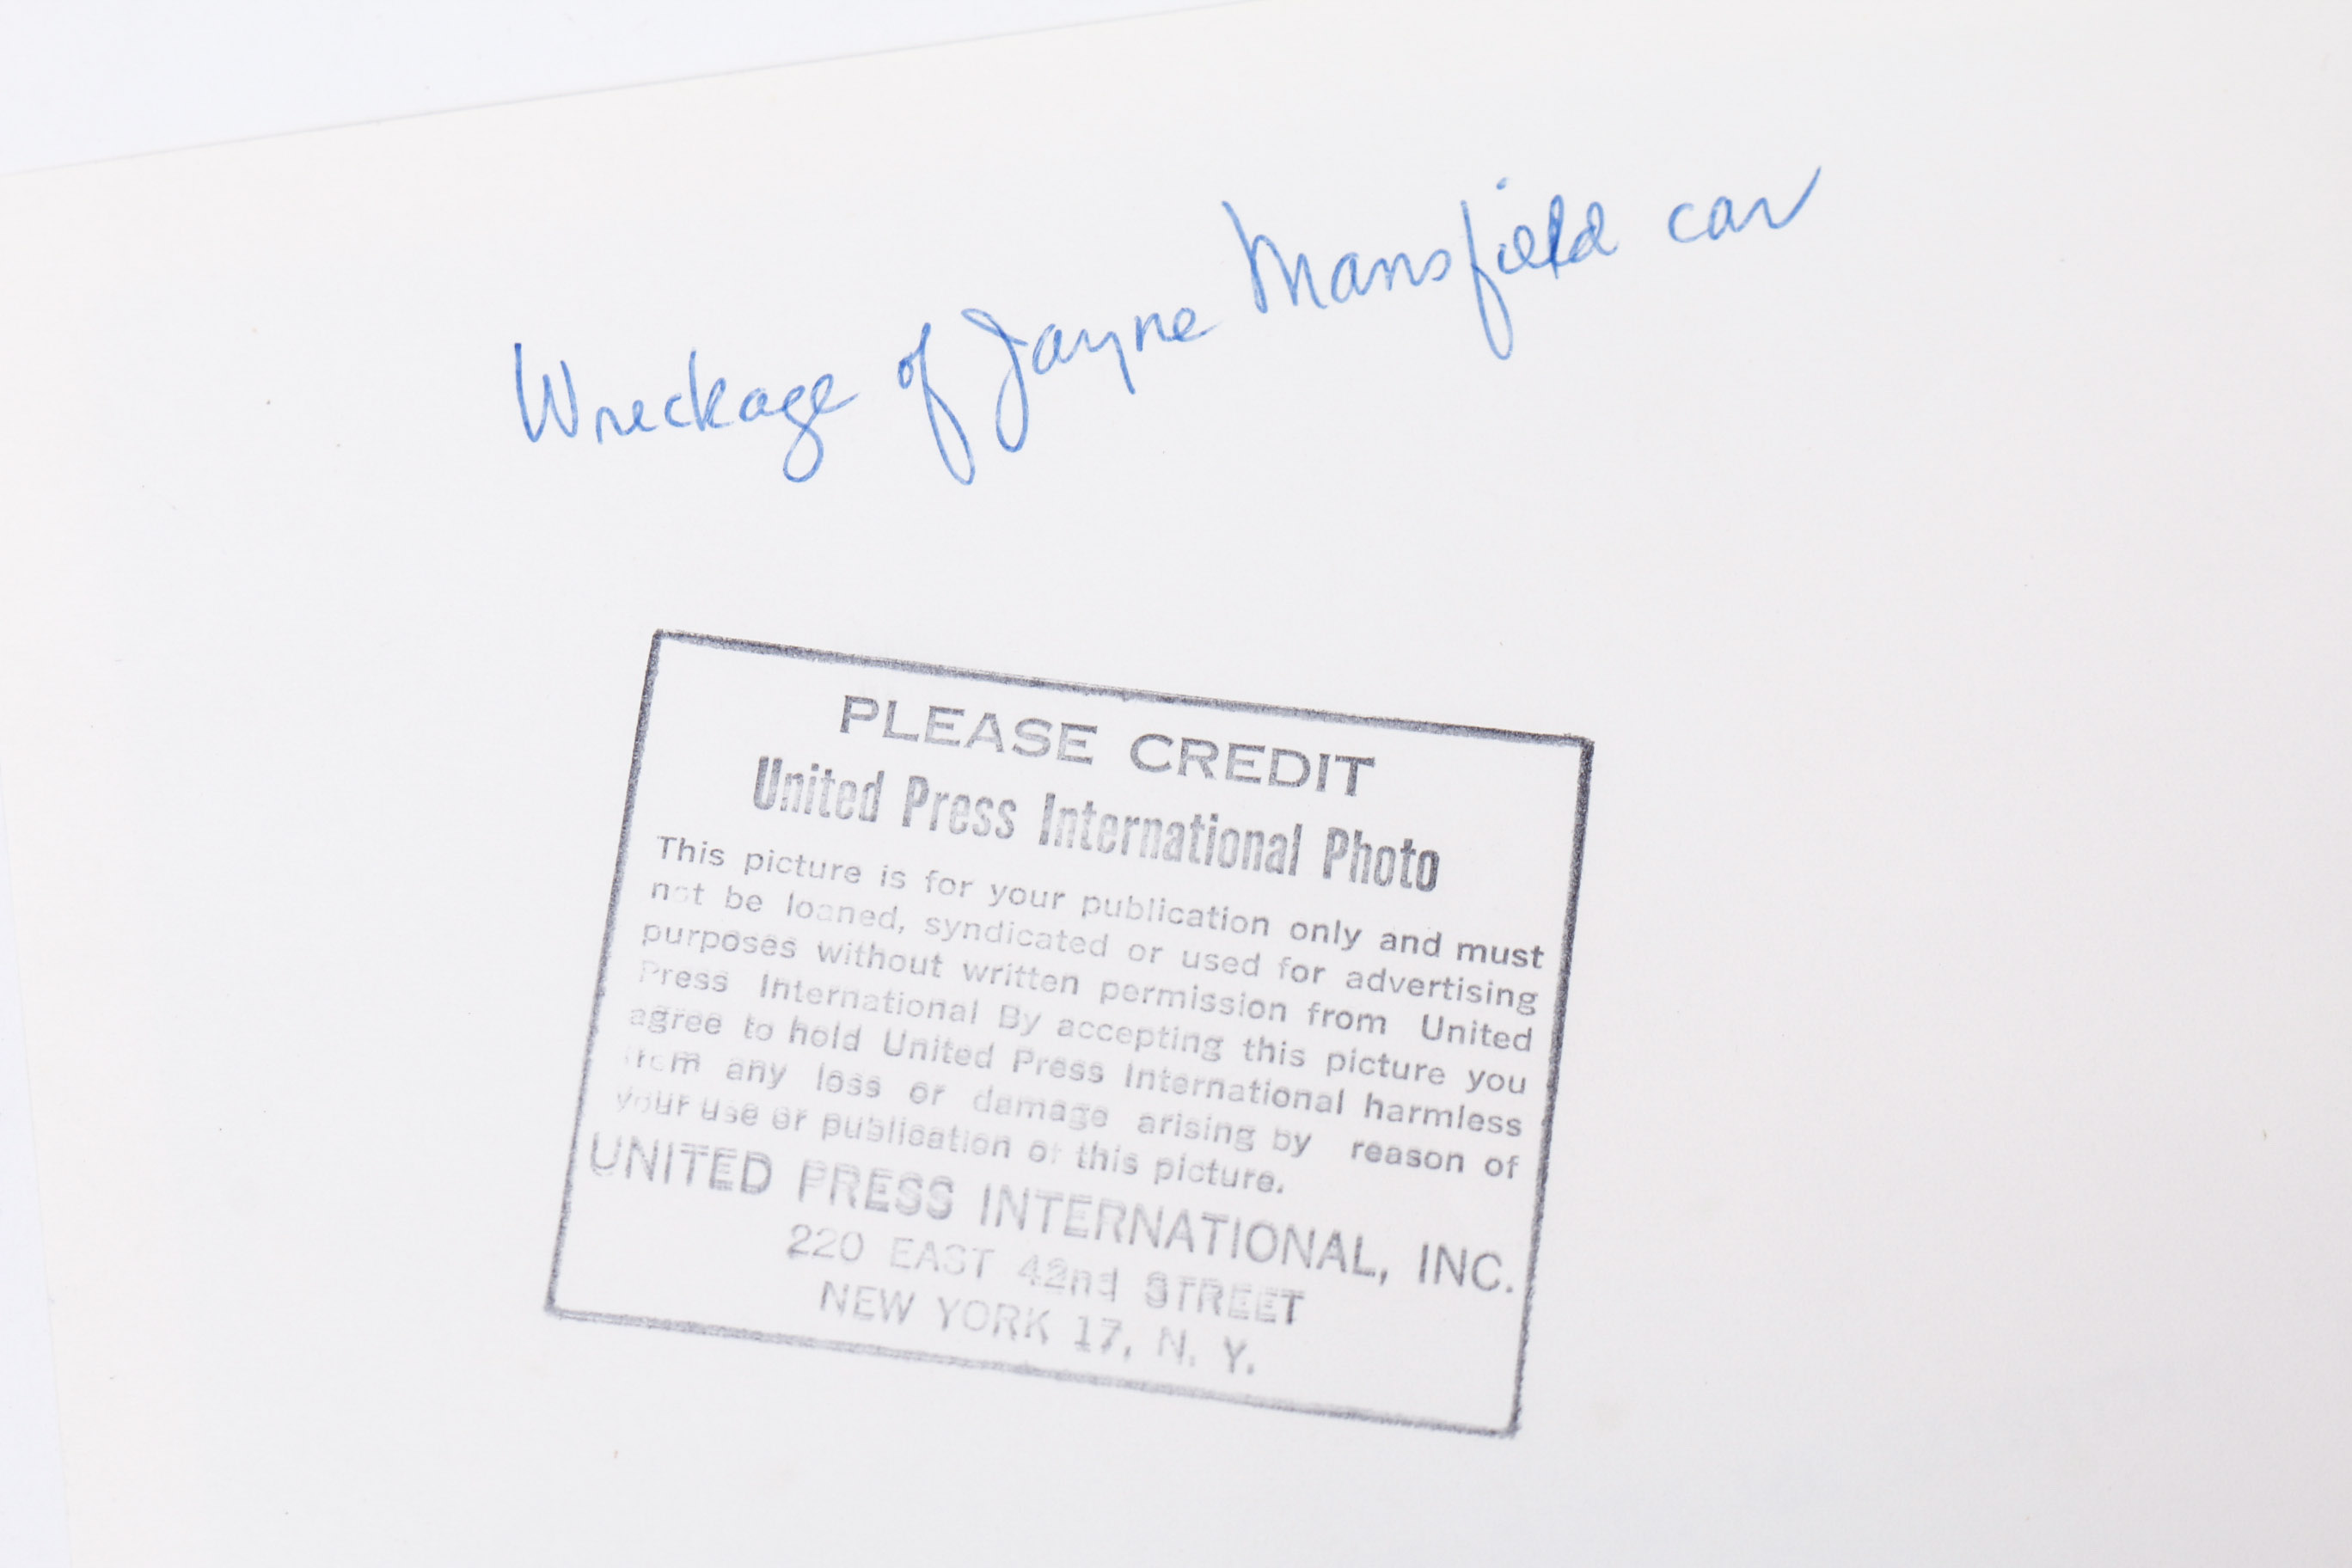 Wreckage of Jayne Mansfield car
PLEASE CREDIT
United Press International Photo
This picture is for your publication only and must
not be loaned, syndicated or used for advertising
purposes without written permission from United
Press International By accepting this picture you
agree to hold United Press International harmless
from any loss or damage arising by reason of
your use or publication of this picture.
UNITED PRESS INTERNATIONAL, INC.
220 EAST 42nd STREET
NEW YORK 17, N. Y.